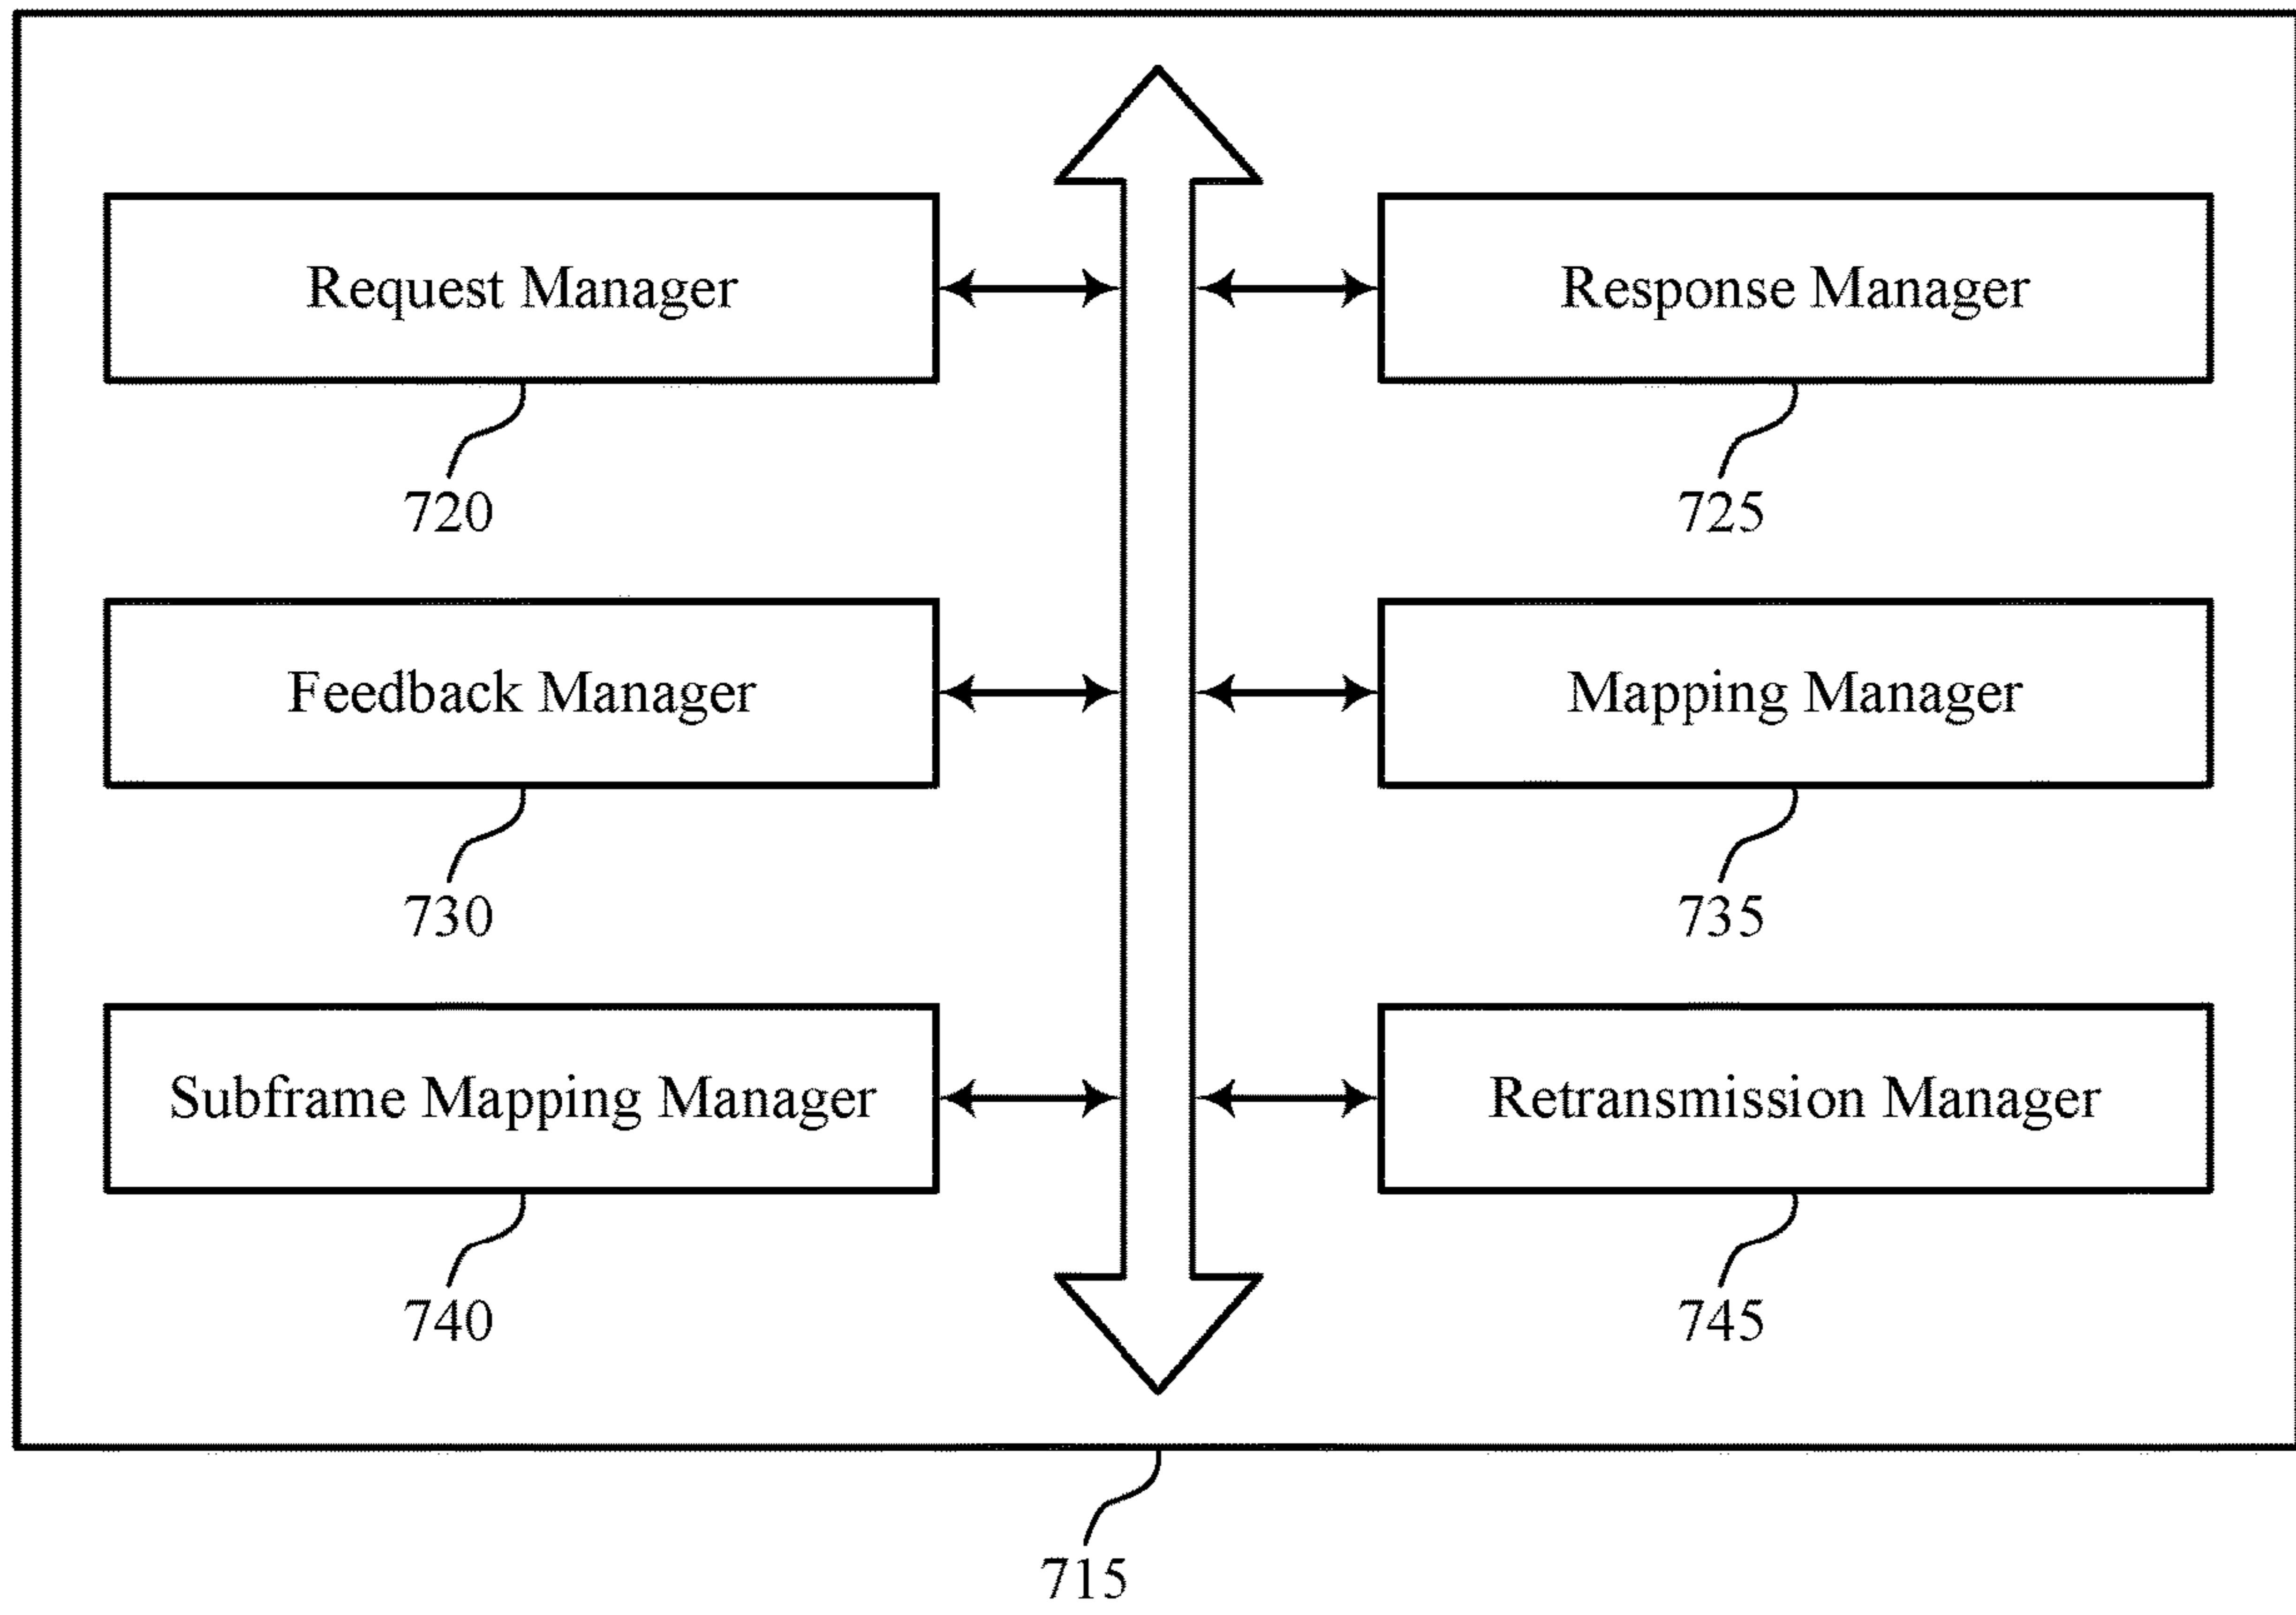 Request Manager
Response Manager
720
725
Feedback Manager
Mapping Manager
730
735
Subframe Mapping Manager
Retransmission Manager
740
745
715